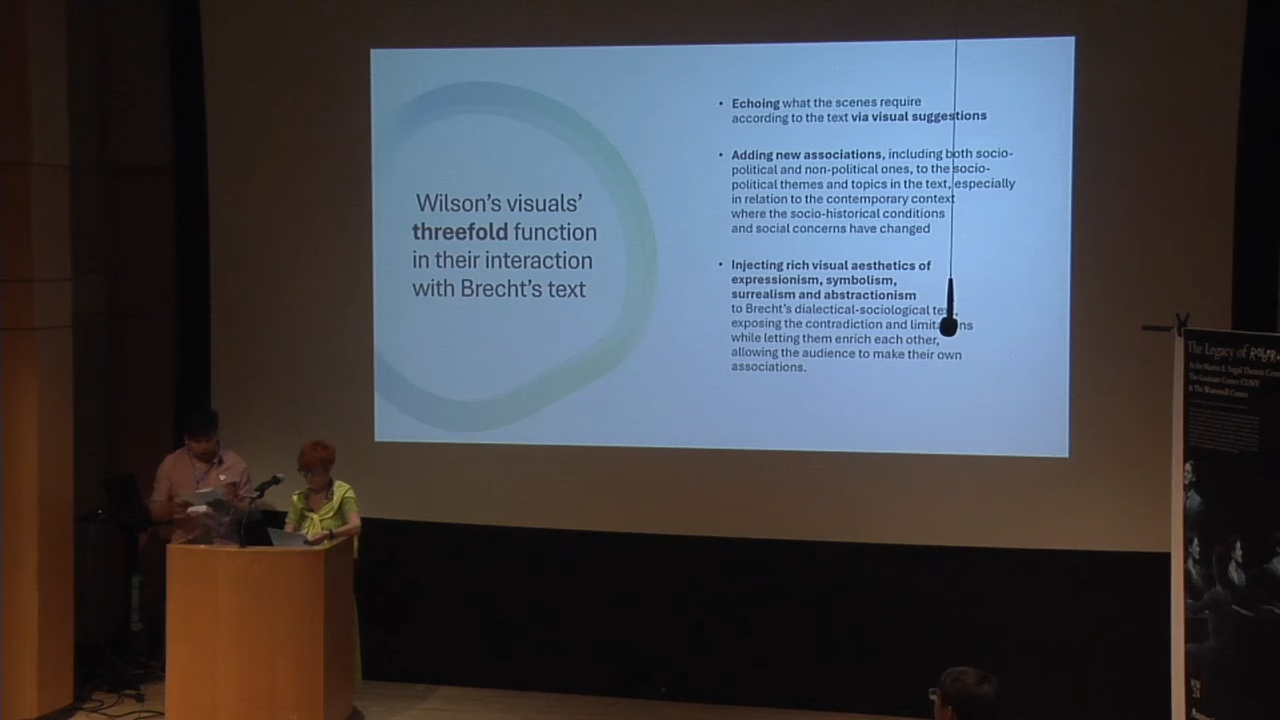 Wilson's visuals'
threefold function
in their interaction
with Brecht's text
• Echoing what the scenes require
according to the text via visual suggestions
• Adding new associations, including both socio-
political and non-political ones, to the socio-
political themes and topics in the text, especially
in relation to the contemporary context
where the socio-historical conditions
and social concerns have changed
• Injecting rich visual aesthetics of
expressionism, symbolism,
surrealism and abstractionism
to Brecht's dialectical-sociological
exposing the contradiction and
while letting them enrich each other,
allowing the audience to make their own
associations.
The Legacy of
& The Watermill Center